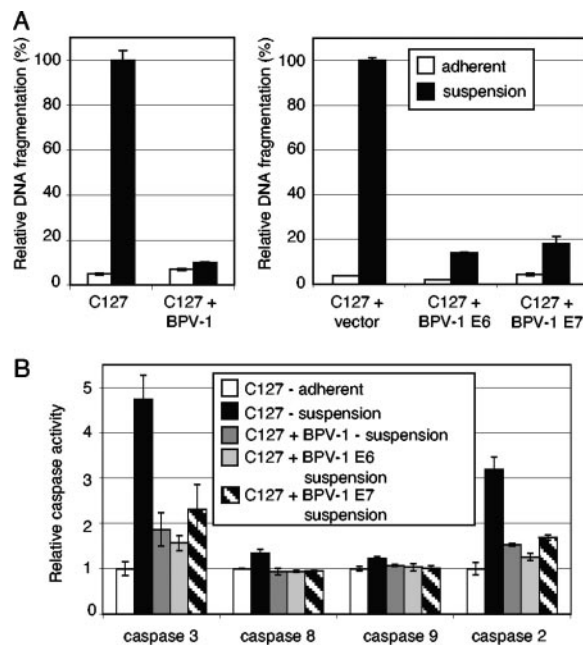 A
Relative DNA fragmentation (%)
100
80
60
40
20
0
C127
C127 +
BPV-1
Relative DNA fragmentation (%)
100
80
60
40
20
0
adherent
suspension
C127 +
vector
C127 +
BPV-1 E6
C127 +
BPV-1 E7
B
Relative caspase activity
5
4
3
2
1
0
C127 - adherent
C127 - suspension
C127 + BPV-1 - suspension
C127 + BPV-1 E6
suspension
C127 + BPV-1 E7
suspension
caspase 3
caspase 8
caspase 9
caspase 2